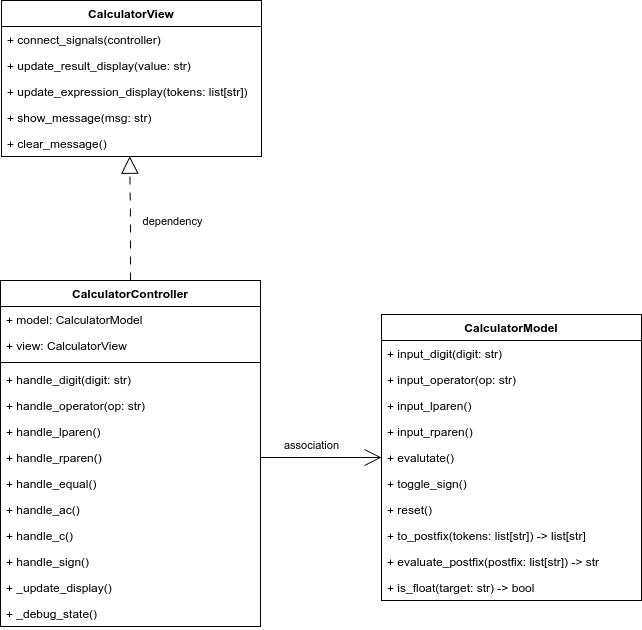 CalculatorView
+ connect_signals(controller)
+ update_result_display(value: str)
+ update_expression_display(tokens: list[str])
+ show_message(msg: str)
+ clear_message()
dependency
CalculatorController
+ model: CalculatorModel
+ view: CalculatorView
+ handle_digit(digit: str)
+ handle_operator(op: str)
+ handle_lparen()
+ handle_rparen()
+ handle_equal()
+ handle_ac()
+ handle_c()
+ handle_sign()
+ _update_display()
+ _debug_state()
association
CalculatorModel
+ input_digit(digit: str)
+ input_operator(op: str)
+ input_lparen()
+ input_rparen()
+ evalutate()
+ toggle_sign()
+ reset()
+ to_postfix(tokens: list[str]) -> list[str]
+ evaluate_postfix(postfix: list[str]) -> str
+ is_float(target: str) -> bool